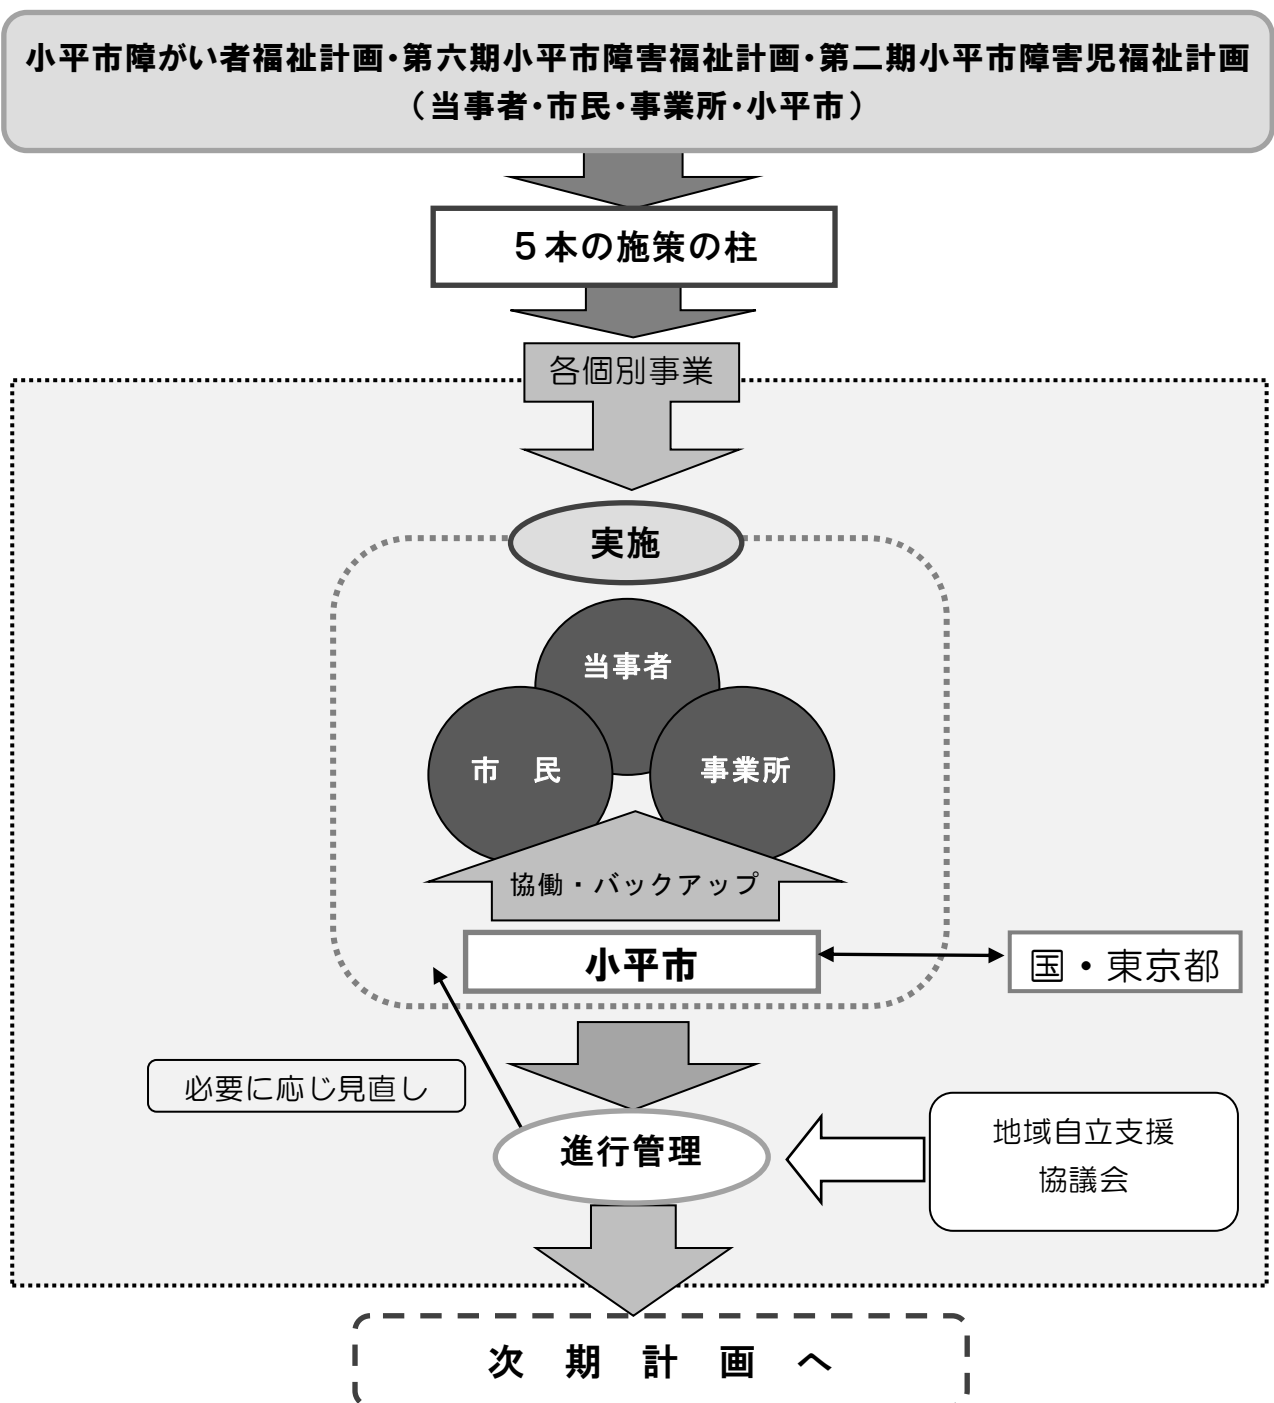 小平市障がい者福祉計画・第六期小平市障害福祉計画・第二期小平市障害児福祉計画
（当事者・市民・事業所・小平市）
５本の施策の柱
各個別事業
実施
当事者
市　民
事業所
協働・バックアップ
小平市
国・東京都
必要に応じ見直し
進行管理
地域自立支援
協議会
次　期　計　画　へ